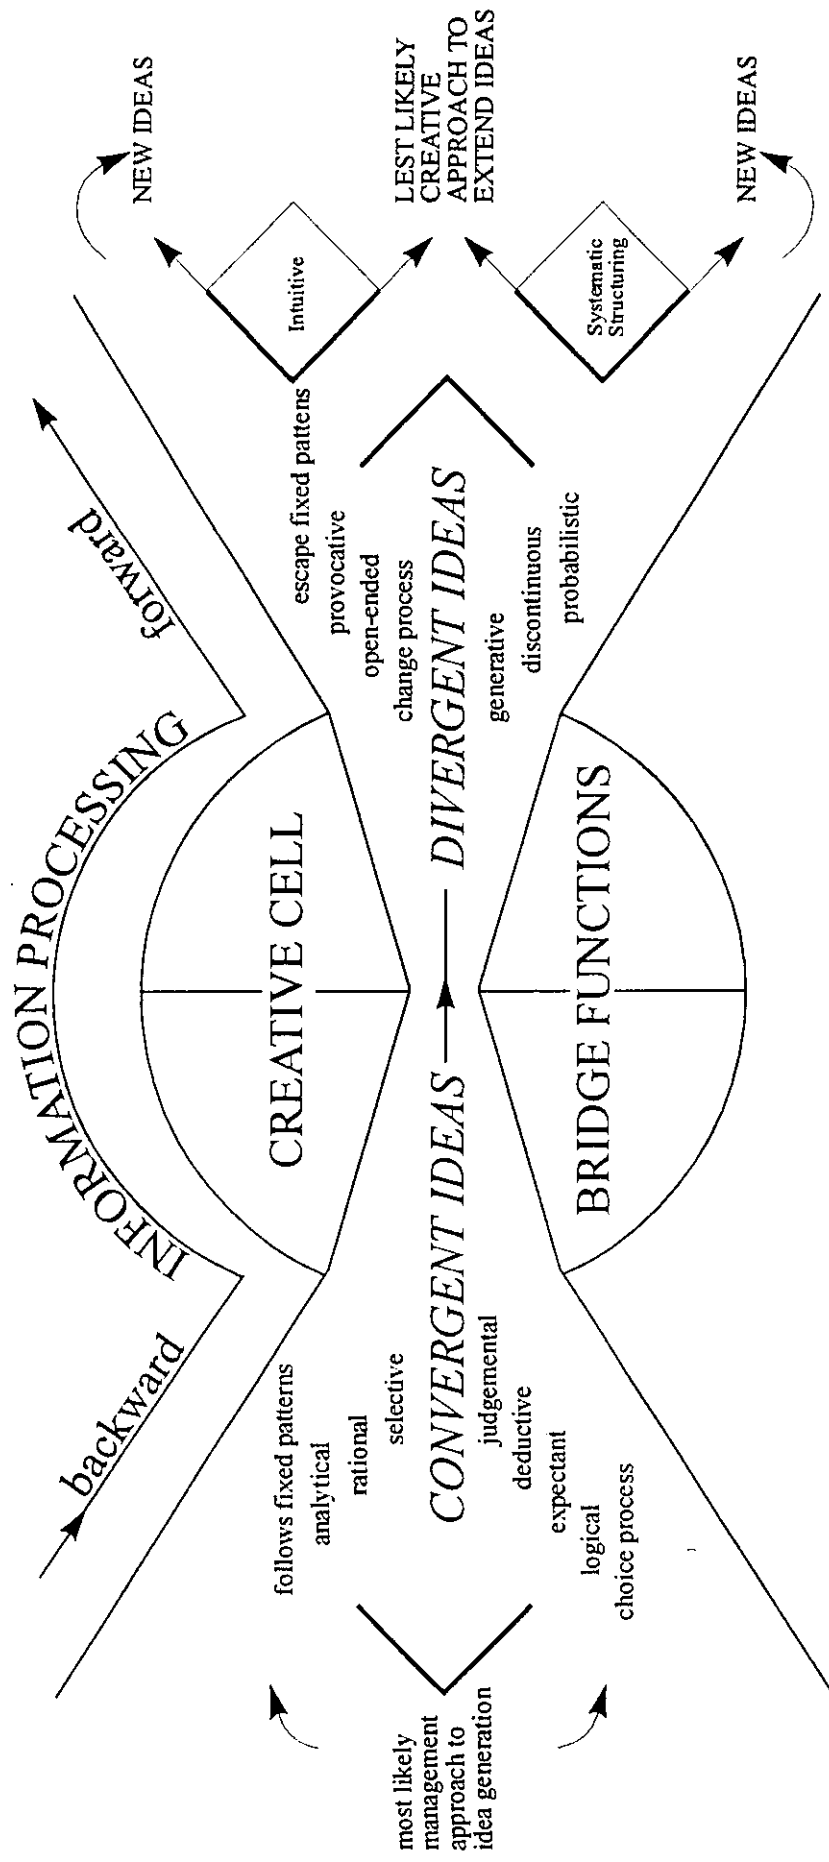 INFORMATION PROCESSING
backward
forward
CREATIVE CELL
BRIDGE FUNCTIONS
most likely
management
approach to
idea generation
follows fixed patterns
analytical
rational
selective
CONVERGENT IDEAS
judgemental
deductive
expectant
logical
choice process
escape fixed pattens
provocative
open-ended
change process
DIVERGENT IDEAS
generative
discontinuous
probabilistic
Intuitive
Systematic
Structuring
NEW IDEAS
LEST LIKELY
CREATIVE
APPROACH TO
EXTEND IDEAS
NEW IDEAS